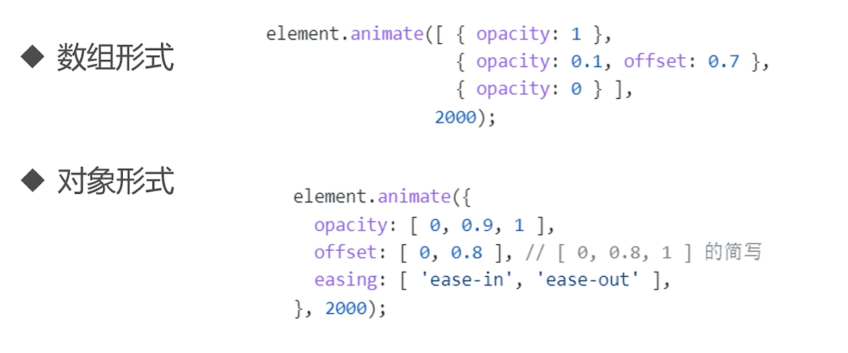 ◆ 数组形式
element.animate([ { opacity: 1 },
{ opacity: 0.1, offset: 0.7 },
{ opacity: 0 } ],
2000);
◆ 对象形式
element.animate({
opacity: [ 0, 0.9, 1 ],
offset: [ 0, 0.8 ], // [ 0, 0.8, 1 ] 的简写
easing: [ 'ease-in', 'ease-out' ],
}, 2000);